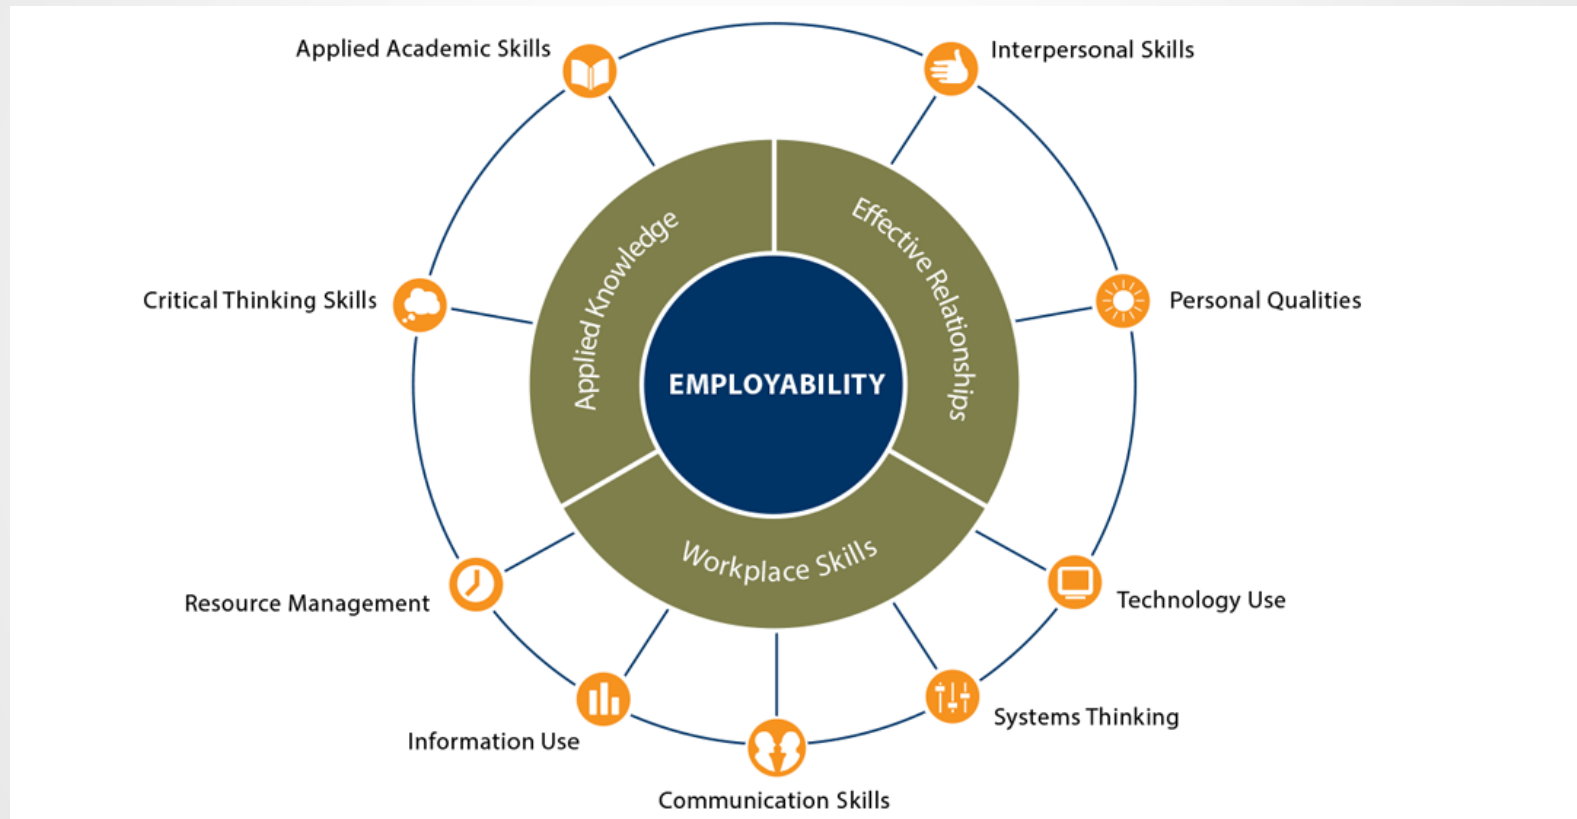 Applied Academic Skills
Interpersonal Skills
Applied Knowledge
Effective Relationships
Critical Thinking Skills
Personal Qualities
EMPLOYABILITY
Workplace Skills
Resource Management
Technology Use
Information Use
Systems Thinking
Communication Skills